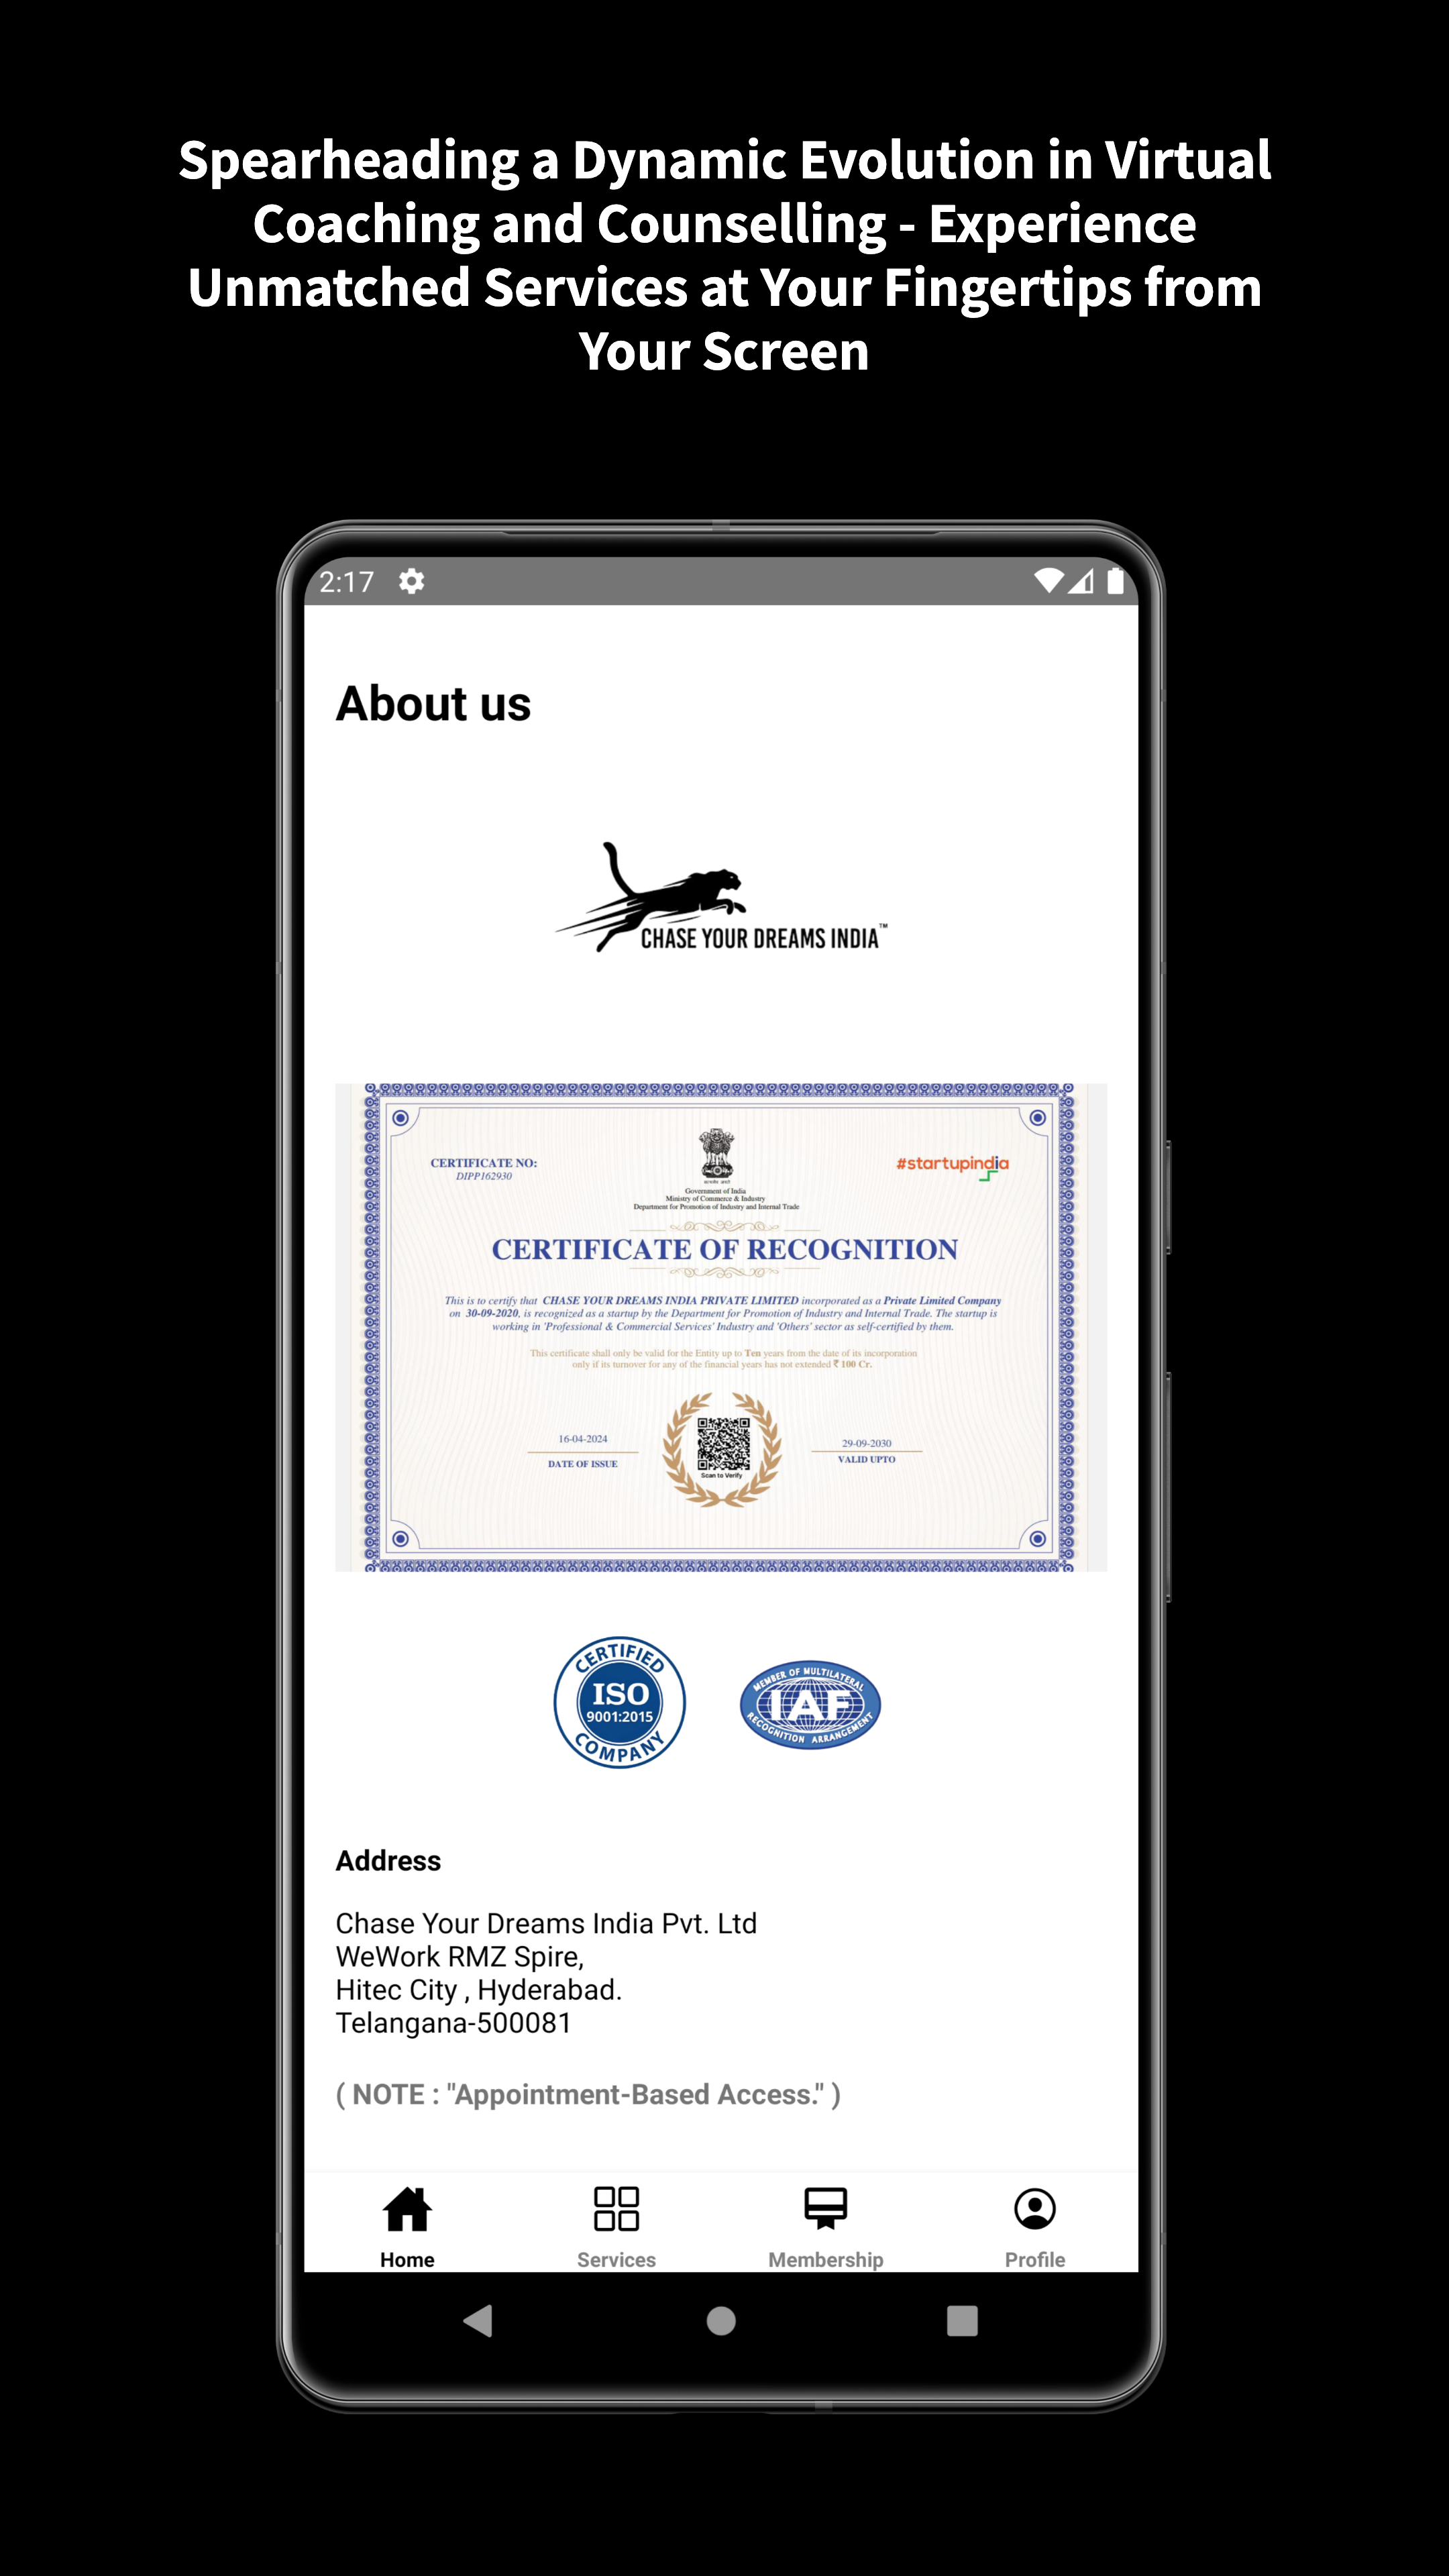 Spearheading a Dynamic Evolution in Virtual
Coaching and Counselling - Experience
Unmatched Services at Your Fingertips from
Your Screen
2:17
About us
CHASE YOUR DREAMS INDIA™
CERTIFICATE NO:
DIPP162930
#startupindia
Government of India
Ministry of Commerce & Industry
Department for Promotion of Industry and Internal Trade
CERTIFICATE OF RECOGNITION
This is to certify that CHASE YOUR DREAMS INDIA PRIVATE LIMITED incorporated as a Private Limited Company
on 30-09-2020, is recognized as a startup by the Department for Promotion of Industry and Internal Trade. The startup is
working in 'Professional & Commercial Services' Industry and 'Others' sector as self-certified by them.
This certificate shall only be valid for the Entity up to Ten years from the date of its incorporation
only if its turnover for any of the financial years has not extended ₹ 100 Cr.
16-04-2024
DATE OF ISSUE
Scan to Verify
29-09-2030
VALID UPTO
CERTIFIED
ISO
9001:2015
COMPANY
MEMBER OF MULTILATERAL
IAF
RECOGNITION ARRANGEMENT
Address
Chase Your Dreams India Pvt. Ltd
WeWork RMZ Spire,
Hitec City , Hyderabad.
Telangana-500081
( NOTE : "Appointment-Based Access." )
Home
Services
Membership
Profile